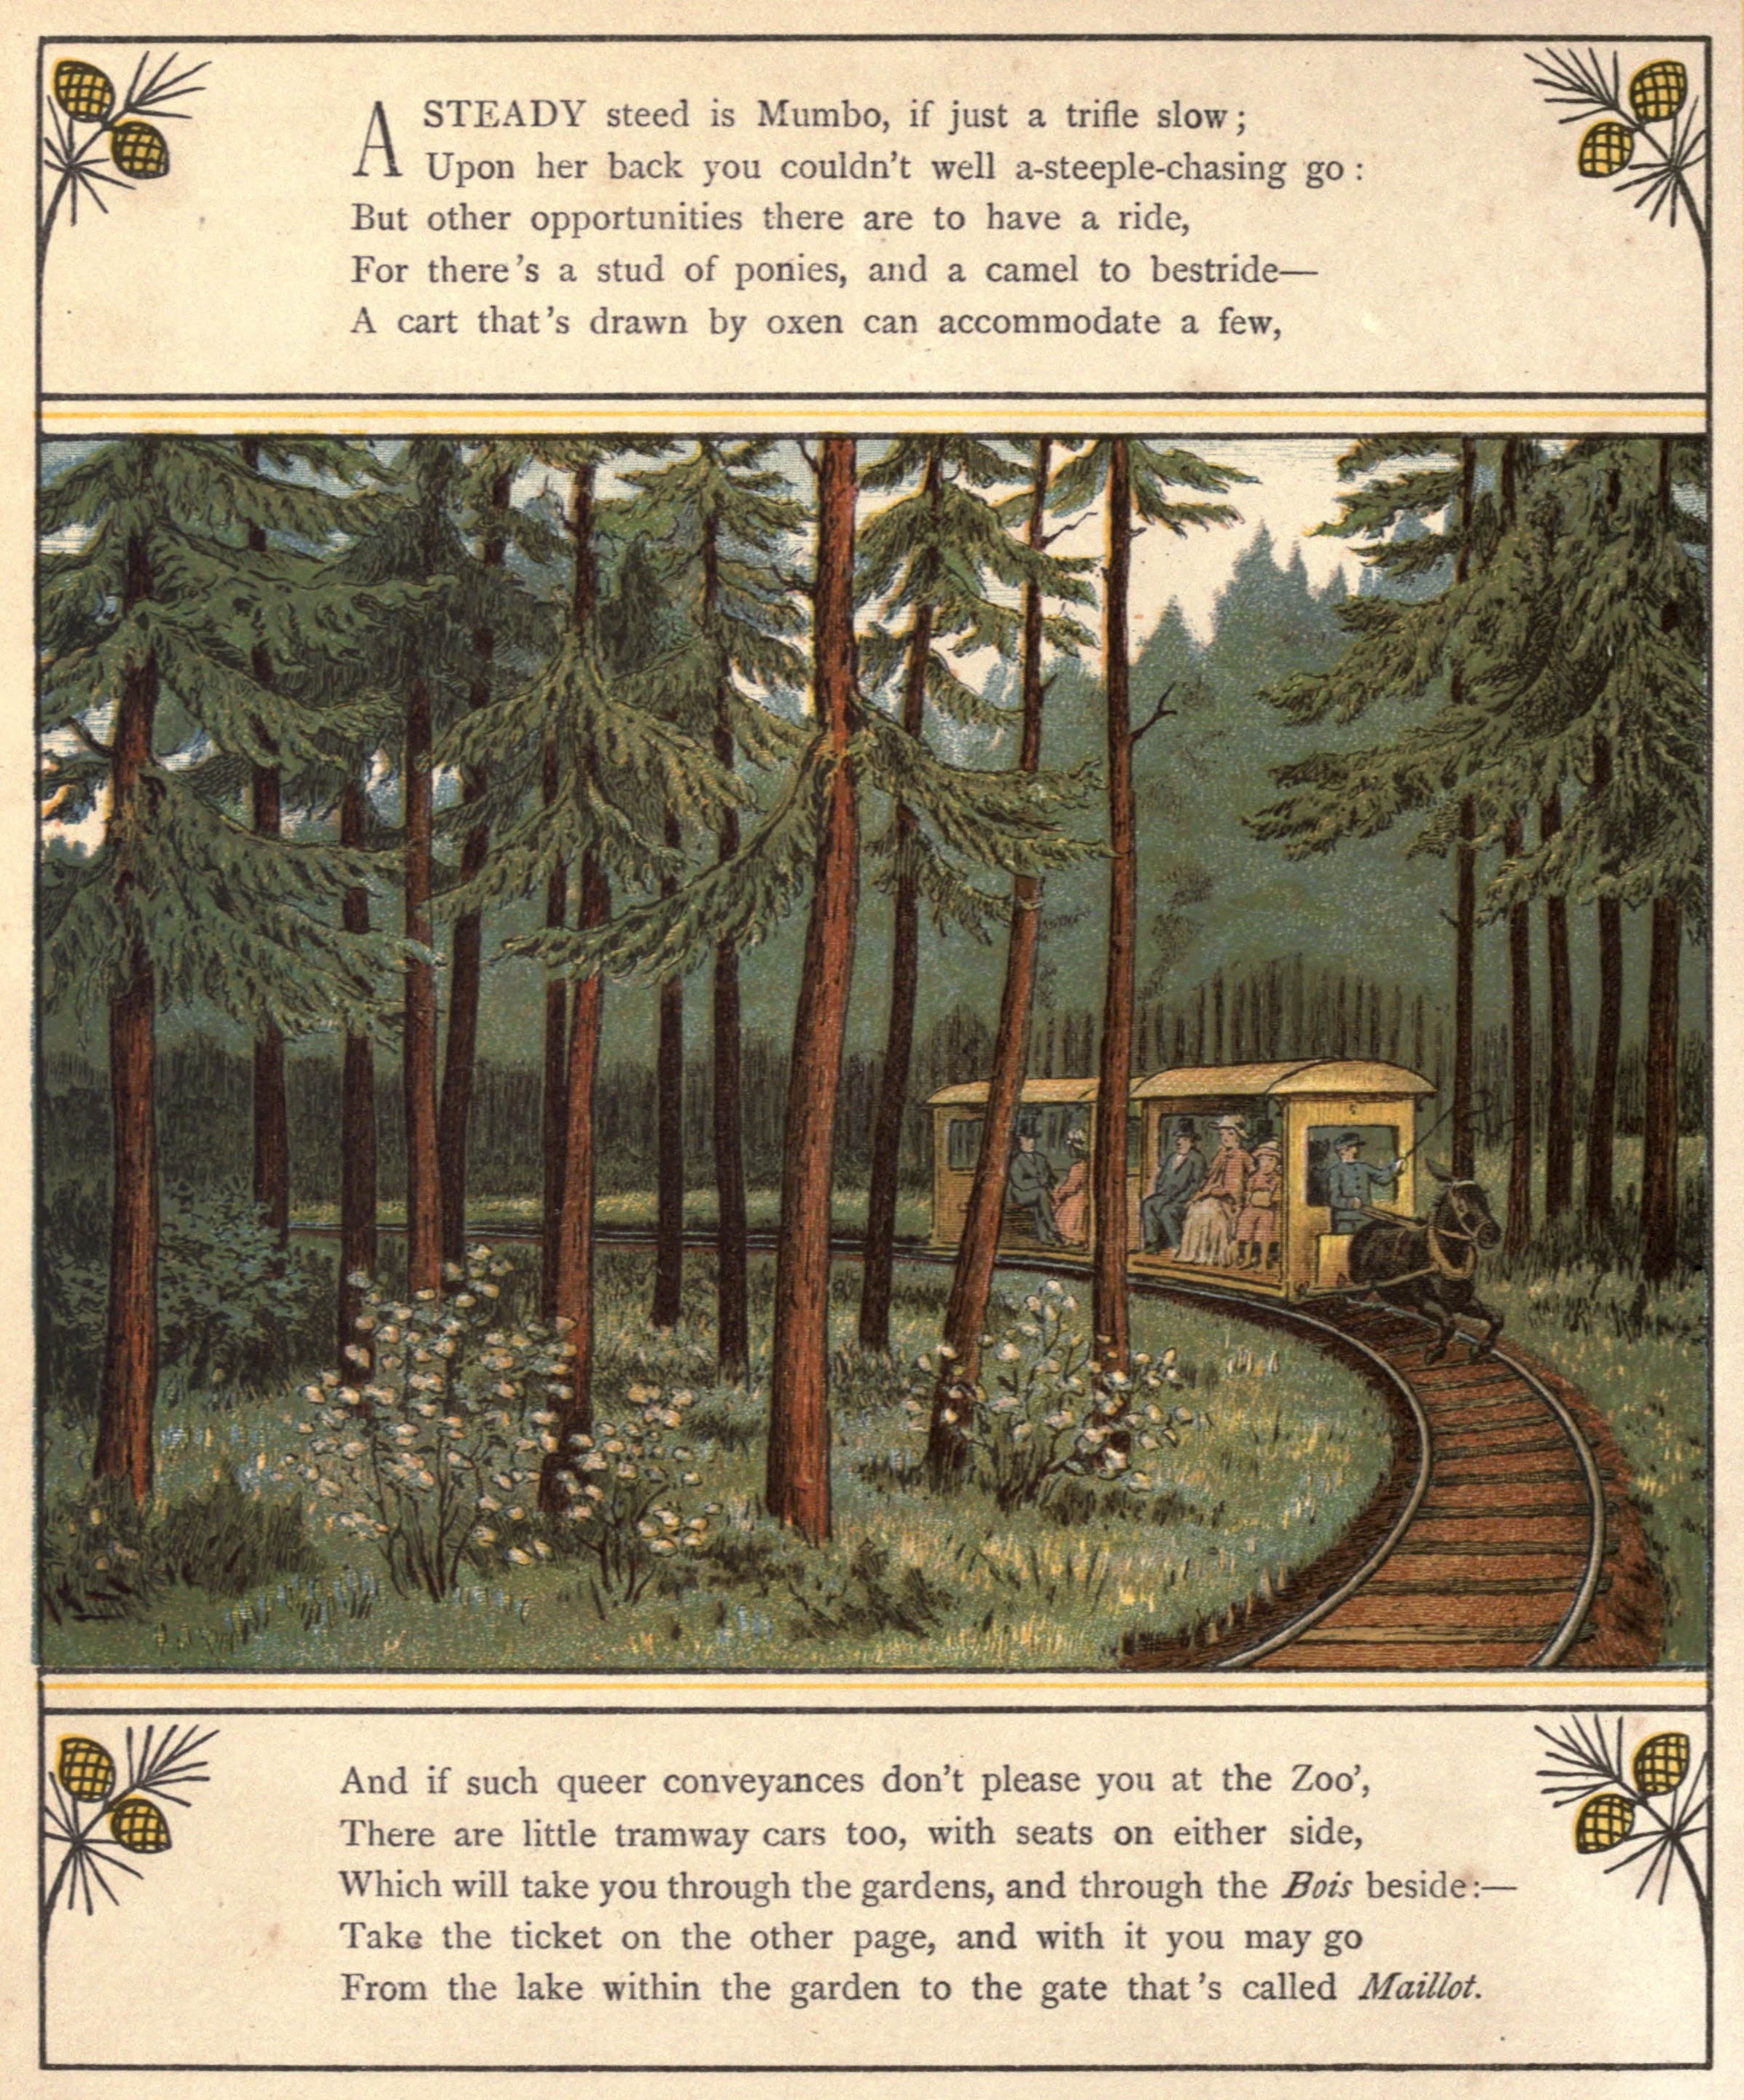 A STEADY steed is Mumbo, if just a trifle slow;
Upon her back you couldn't well a-steeple-chasing go:
But other opportunities there are to have a ride,
For there's a stud of ponies, and a camel to bestride—
A cart that's drawn by oxen can accommodate a few,
And if such queer conveyances don't please you at the Zoo',
There are little tramway cars too, with seats on either side,
Which will take you through the gardens, and through the Bois beside:—
Take the ticket on the other page, and with it you may go
From the lake within the garden to the gate that's called Maillot.